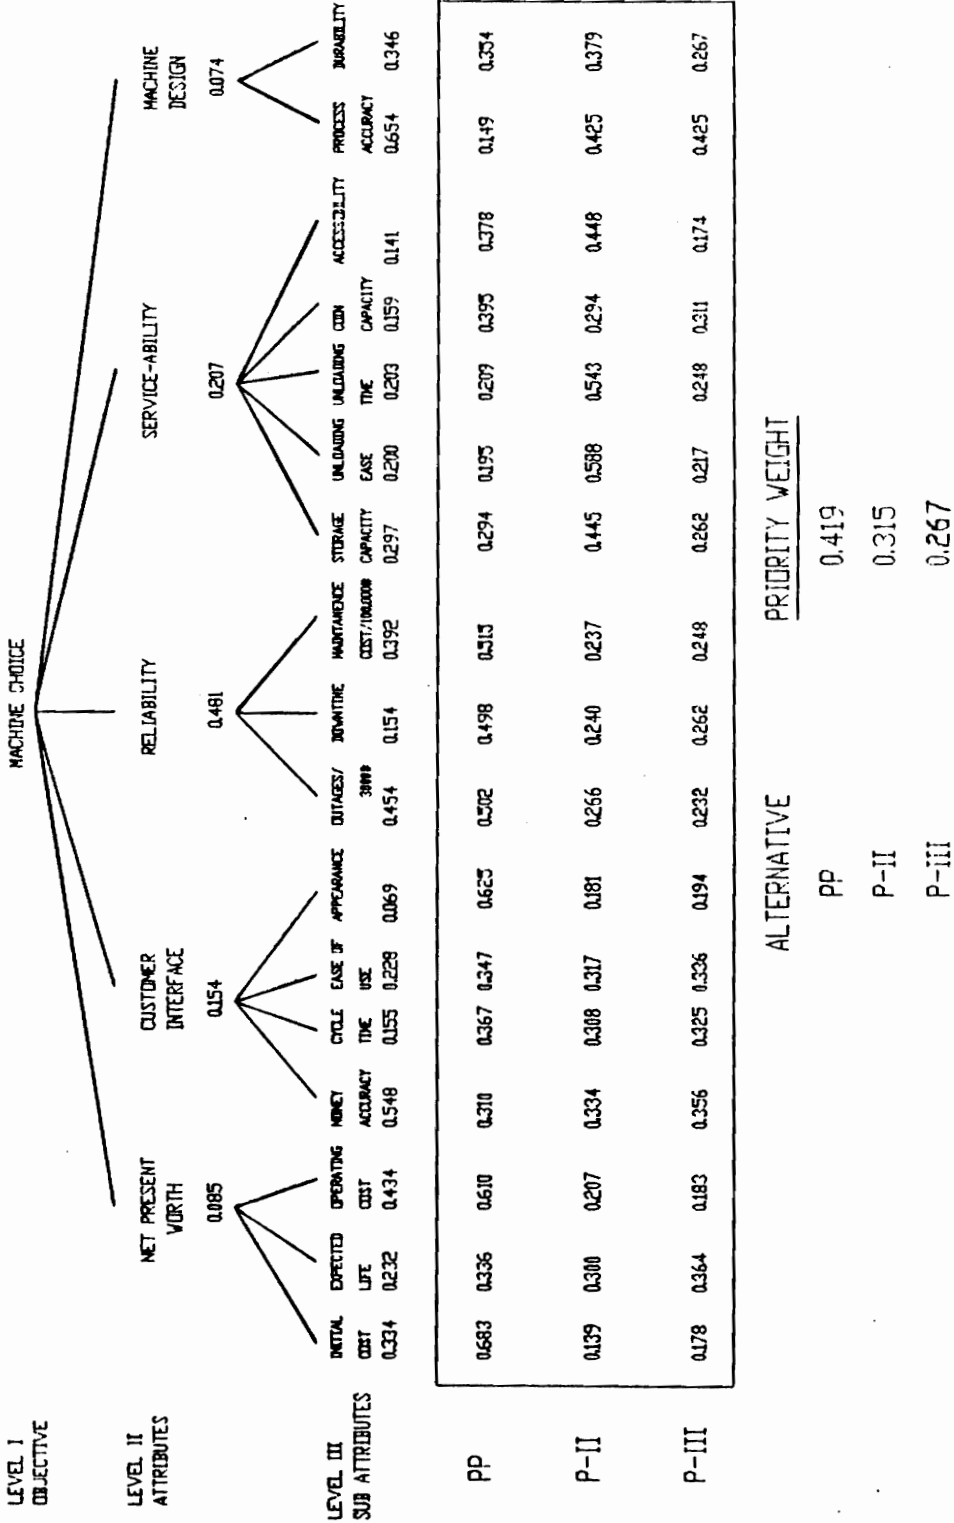 LEVEL I
OBJECTIVE
MACHINE CHOICE
LEVEL II
ATTRIBUTES
NET PRESENT WORTH
CUSTOMER INTERFACE
RELIABILITY
SERVICE-ABILITY
MACHINE DESIGN
0.085 0.154 0.481 0.207 0.074
LEVEL III
SUB ATTRIBUTES
INITIAL COST
EXPECTED LIFE
OPERATING COST
MONEY ACCURACY
CYCLE TIME
EASE OF USE
APPEARANCE
OUTAGES/
DOWNTIME
MAINTANENCE
STORAGE CAPACITY
UNLOADING EASE
UNLOADING TIME
COIN CAPACITY
ACCESSIBILITY
PROCESS ACCURACY
DURABILITY
0.334 0.232 0.434 0.548 0.155 0.228 0.069 0.454 0.154 0.392 0.297 0.200 0.203 0.159 0.141 0.654 0.346
PP 0.683 0.336 0.610 0.310 0.367 0.347 0.625 0.502 0.498 0.515 0.294 0.195 0.209 0.395 0.378 0.149 0.354
P-II 0.139 0.300 0.207 0.334 0.308 0.317 0.181 0.266 0.240 0.237 0.445 0.588 0.543 0.294 0.448 0.425 0.379
P-III 0.178 0.364 0.183 0.356 0.325 0.336 0.194 0.232 0.262 0.248 0.262 0.217 0.248 0.311 0.174 0.425 0.267
ALTERNATIVE PRIORITY WEIGHT
PP 0.419
P-II 0.315
P-III 0.267